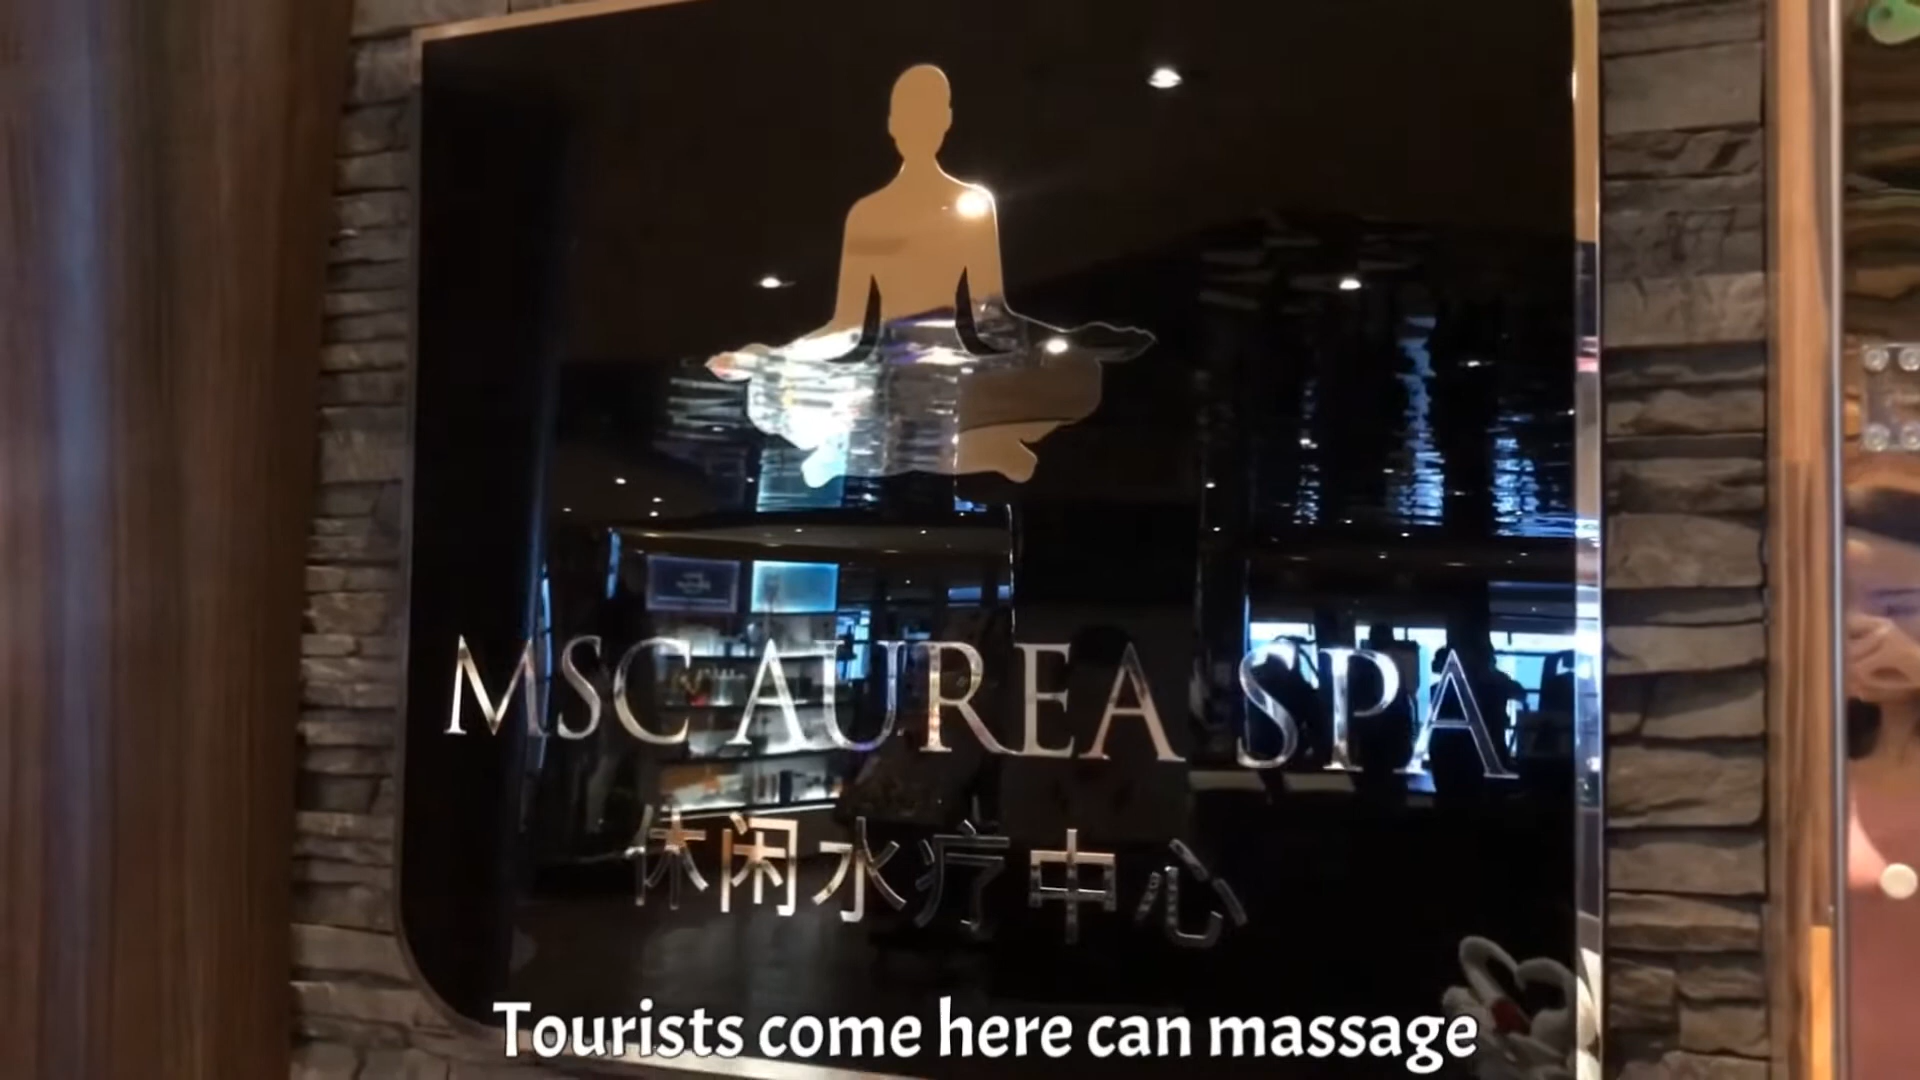 MSC AUREA SPA
休闲水疗中心
Tourists come here can massage